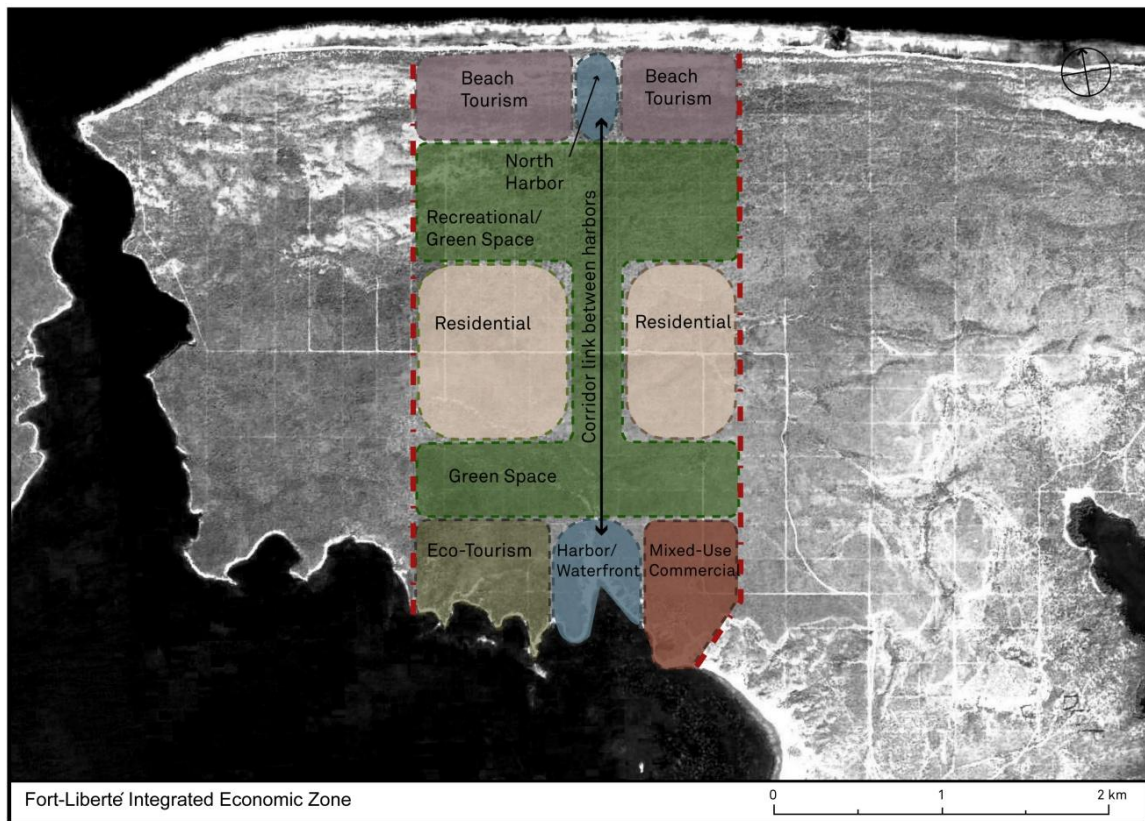 Beach
Tourism
Beach
Tourism
North
Harbor
Recreational/
Green Space
Corridor link between harbors
Residential
Residential
Green Space
Eco-Tourism
Harbor/
Waterfront
Mixed-Use
Commercial
Fort-Liberté Integrated Economic Zone
0
1
2 km